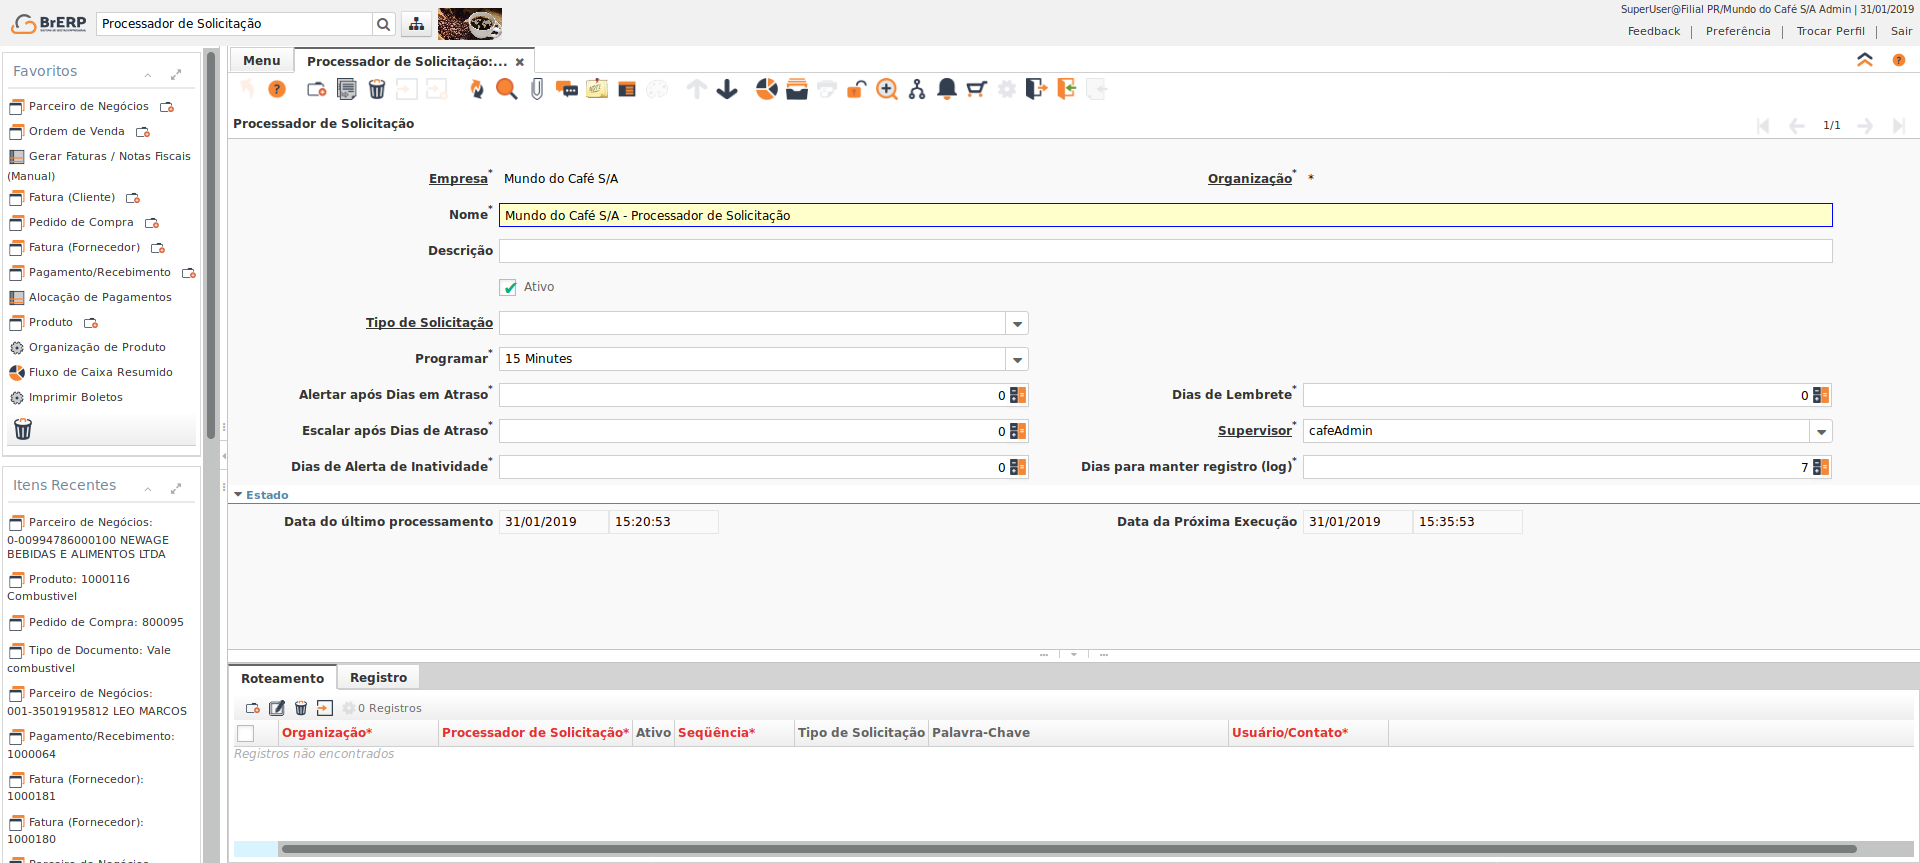 BrERP
Processador de Solicitação
SuperUser@Filial PR/Mundo do Café S/A Admin | 31/01/2019
Feedback | Preferência | Trocar Perfil | Sair
Favoritos
Parceiro de Negócios
Ordem de Venda
Gerar Faturas / Notas Fiscais
(Manual)
Fatura (Cliente)
Pedido de Compra
Fatura (Fornecedor)
Pagamento/Recebimento
Alocação de Pagamentos
Produto
Organização de Produto
Fluxo de Caixa Resumido
Imprimir Boletos
Itens Recentes
Parceiro de Negócios:
0-00994786000100 NEWAGE
BEBIDAS E ALIMENTOS LTDA
Produto: 1000116
Combustivel
Pedido de Compra: 800095
Tipo de Documento: Vale
combustivel
Parceiro de Negócios:
001-35019195812 LEO MARCOS
Pagamento/Recebimento:
1000064
Fatura (Fornecedor):
1000181
Fatura (Fornecedor):
1000180
Menu
Processador de Solicitação:...
Processador de Solicitação
1/1
Empresa* Mundo do Café S/A
Organização* *
Nome* Mundo do Café S/A - Processador de Solicitação
Descrição
Ativo
Tipo de Solicitação
Programar* 15 Minutes
Alertar após Dias em Atraso* 0
Dias de Lembrete* 0
Escalar após Dias de Atraso* 0
Supervisor* cafeAdmin
Dias de Alerta de Inatividade* 0
Dias para manter registro (log)* 7
Estado
Data do último processamento 31/01/2019 15:20:53
Data da Próxima Execução 31/01/2019 15:35:53
Roteamento
Registro
0 Registros
Organização* Processador de Solicitação* Ativo Seqüência* Tipo de Solicitação Palavra-Chave Usuário/Contato*
Registros não encontrados